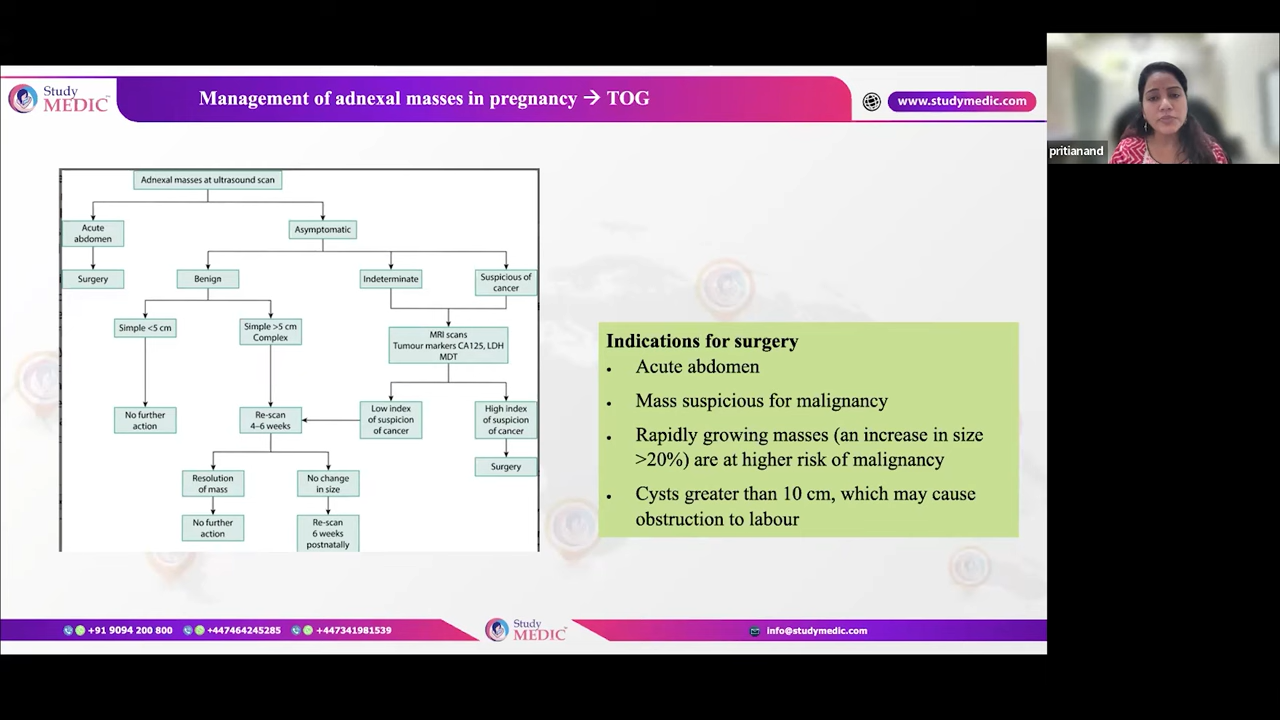 Study
MEDIC
Management of adnexal masses in pregnancy → TOG
www.studymedic.com
pritianand
Adnexal masses at ultrasound scan
Acute
abdomen
Asymptomatic
Surgery
Benign
Indeterminate
Suspicious of
cancer
Simple <5 cm
Simple >5 cm
Complex
MRI scans
Tumour markers CA125, LDH
MDT
No further
action
Re-scan
4–6 weeks
Low index
of suspicion
of cancer
High index
of suspicion
of cancer
Surgery
Resolution
of mass
No change
in size
No further
action
Re-scan
6 weeks
postnatally
Indications for surgery
• Acute abdomen
• Mass suspicious for malignancy
• Rapidly growing masses (an increase in size
>20%) are at higher risk of malignancy
• Cysts greater than 10 cm, which may cause
obstruction to labour
+91 9094 200 800
+447464245285
+447341981539
Study
MEDIC
info@studymedic.com